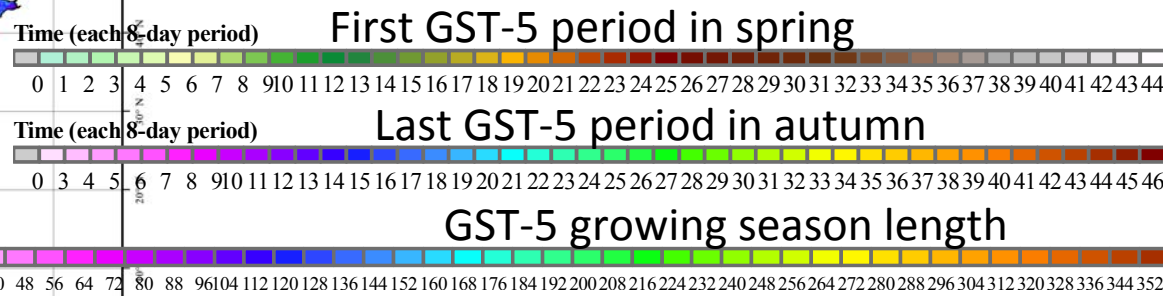 First GST-5 period in spring
Time (each 8-day period)
0 1 2 3 4 5 6 7 8 9 10 11 12 13 14 15 16 17 18 19 20 21 22 23 24 25 26 27 28 29 30 31 32 33 34 35 36 37 38 39 40 41 42 43 44
Last GST-5 period in autumn
Time (each 8-day period)
0 3 4 5 6 7 8 9 10 11 12 13 14 15 16 17 18 19 20 21 22 23 24 25 26 27 28 29 30 31 32 33 34 35 36 37 38 39 40 41 42 43 44 45 46
GST-5 growing season length
48 56 64 72 80 88 96 104 112 120 128 136 144 152 160 168 176 184 192 200 208 216 224 232 240 248 256 264 272 280 288 296 304 312 320 328 336 344 352